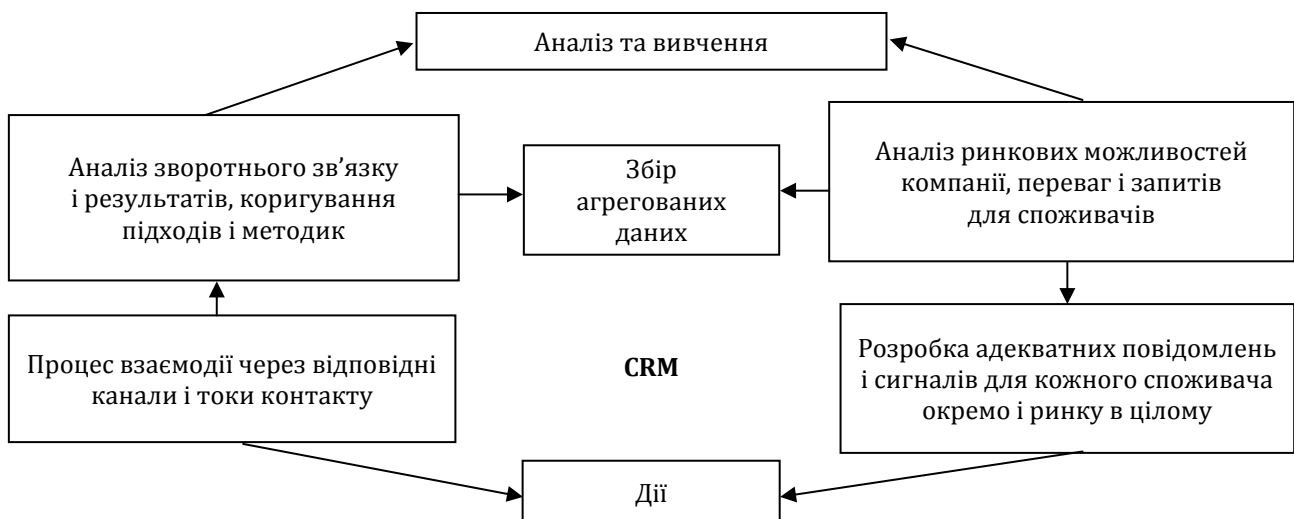 Аналіз та вивчення
Аналіз зворотнього зв’язку
і результатів, коригування
підходів і методик
Збір
агрегованих
даних
Аналіз ринкових можливостей
компанії, переваг і запитів
для споживачів
Процес взаємодії через відповідні
канали і токи контакту
CRM
Розробка адекватних повідомлень
і сигналів для кожного споживача
окремо і ринку в цілому
Дії